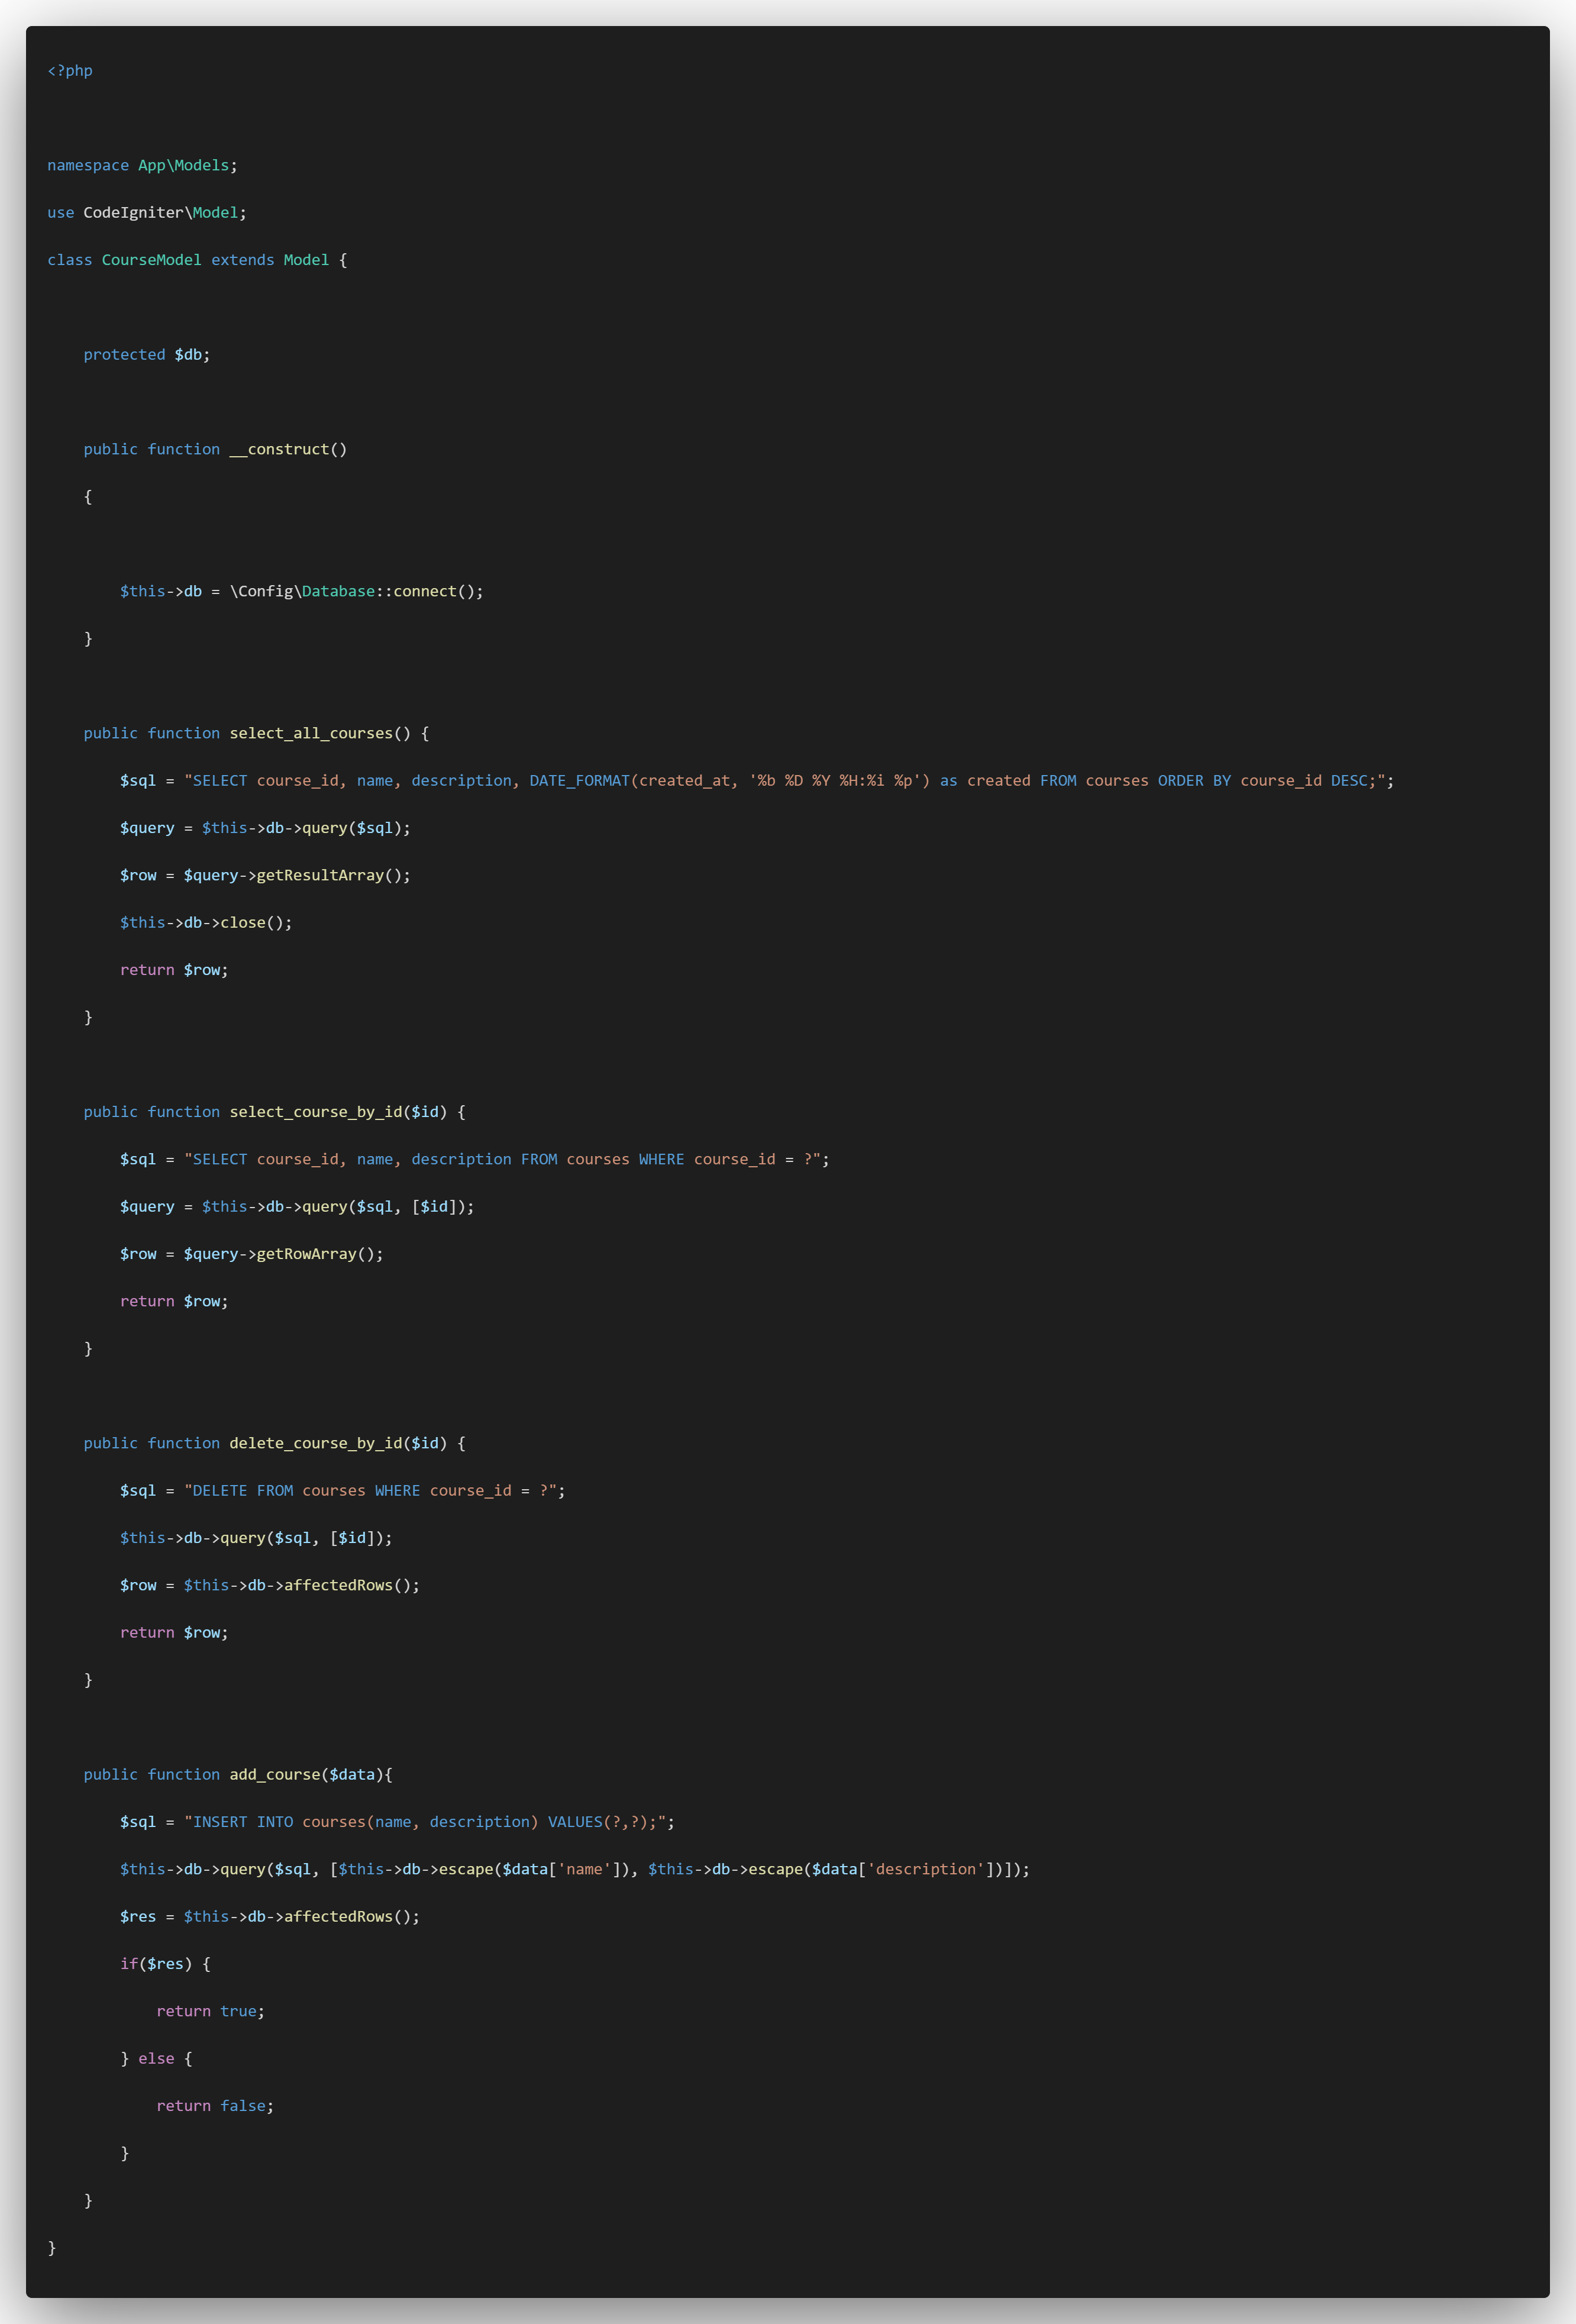 <?php
namespace App\Models;
use CodeIgniter\Model;
class CourseModel extends Model {
    protected $db;
    public function __construct()
    {
        $this->db = \Config\Database::connect();
    }
    public function select_all_courses() {
        $sql = "SELECT course_id, name, description, DATE_FORMAT(created_at, '%b %D %Y %H:%i %p') as created FROM courses ORDER BY course_id DESC;";
        $query = $this->db->query($sql);
        $row = $query->getResultArray();
        $this->db->close();
        return $row;
    }
    public function select_course_by_id($id) {
        $sql = "SELECT course_id, name, description FROM courses WHERE course_id = ?";
        $query = $this->db->query($sql, [$id]);
        $row = $query->getRowArray();
        return $row;
    }
    public function delete_course_by_id($id) {
        $sql = "DELETE FROM courses WHERE course_id = ?";
        $this->db->query($sql, [$id]);
        $row = $this->db->affectedRows();
        return $row;
    }
    public function add_course($data){
        $sql = "INSERT INTO courses(name, description) VALUES(?,?);";
        $this->db->query($sql, [$this->db->escape($data['name']), $this->db->escape($data['description'])]);
        $res = $this->db->affectedRows();
        if($res) {
            return true;
        } else {
            return false;
        }
    }
}